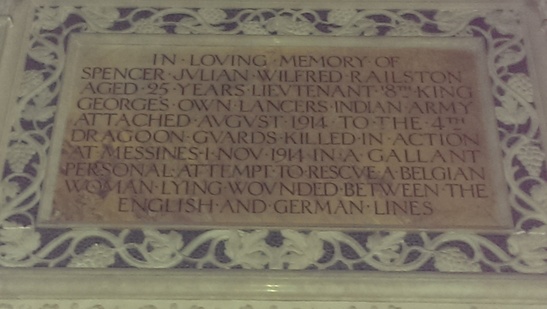 IN·LOVING·MEMORY·OF
SPENCER·JVLIAN·WILFRED·RAILSTON
AGED·25·YEARS·LIEVTENANT·8TH·KING
GEORGE'S·OWN·LANCERS·INDIAN·ARMY
ATTACHED·AVGVST·1914·TO·THE·4TH
DRAGOON·GVARDS·KILLED·IN·ACTION
AT·MESSINES·1·NOV·1914·IN·A·GALLANT
PERSONAL·ATTEMPT·TO·RESCVE·A·BELGIAN
WOMAN·LYING·WOVNDED·BETWEEN·THE
ENGLISH·AND·GERMAN·LINES